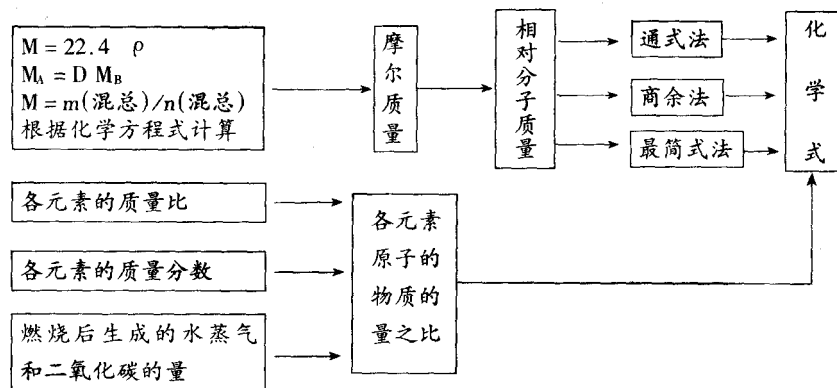 M = 22.4 ρ
M_A = D M_B
M = m(混总)/n(混总)
根据化学方程式计算
摩尔质量
相对分子质量
通式法
商余法
最简式法
化学式
各元素的质量比
各元素的质量分数
燃烧后生成的水蒸气
和二氧化碳的量
各元素
原子的
物质的
量之比